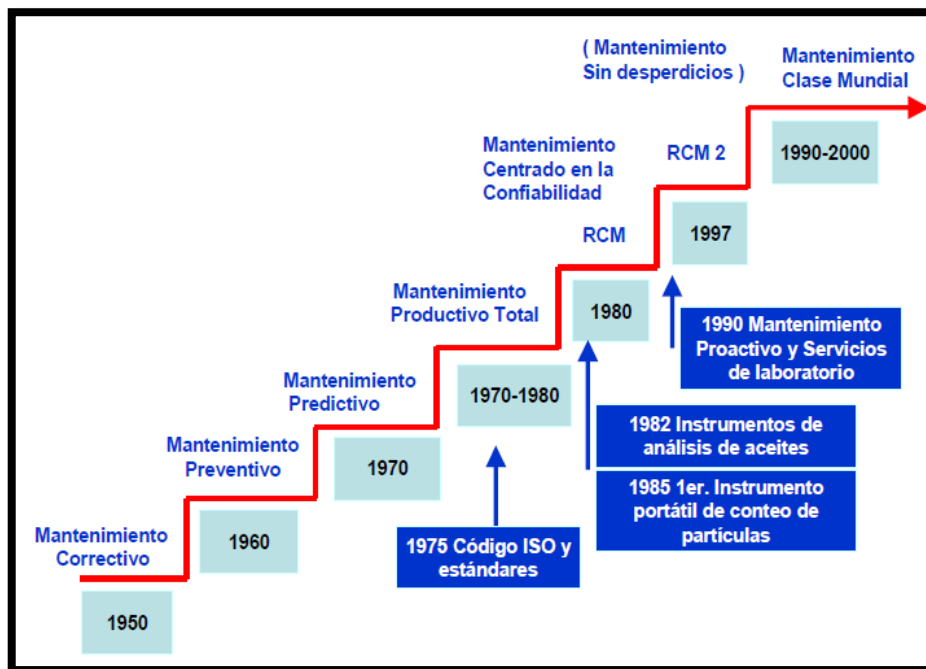 ( Mantenimiento
Sin desperdicios )
Mantenimiento
Clase Mundial
Mantenimiento
Centrado en la
Confiabilidad
RCM 2
1990-2000
RCM
1997
Mantenimiento
Productivo Total
1980
1990 Mantenimiento
Proactivo y Servicios
de laboratorio
Mantenimiento
Predictivo
1970-1980
1982 Instrumentos de
análisis de aceites
Mantenimiento
Preventivo
1970
1985 1er. Instrumento
portátil de conteo de
partículas
Mantenimiento
Correctivo
1960
1975 Código ISO y
estándares
1950